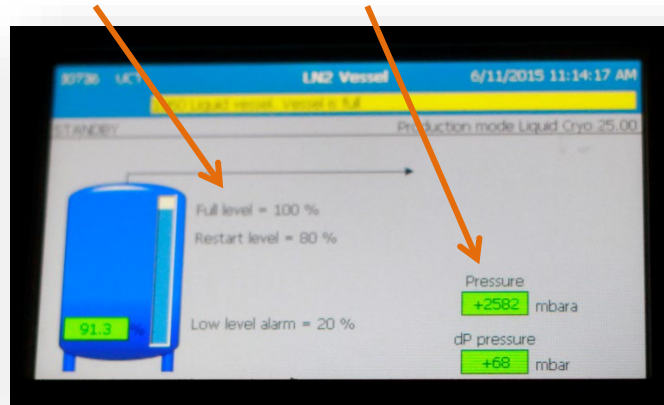 30736 UCT LN2 Vessel 6/11/2015 11:14:17 AM
Liquid vessel. Vessel is full
STANDBY Production mode Liquid Cryo 25.00
Full level = 100 %
Restart level = 80 %
Pressure
+2582 mbara
91.3 %
Low level alarm = 20 %
dP pressure
+68 mbar